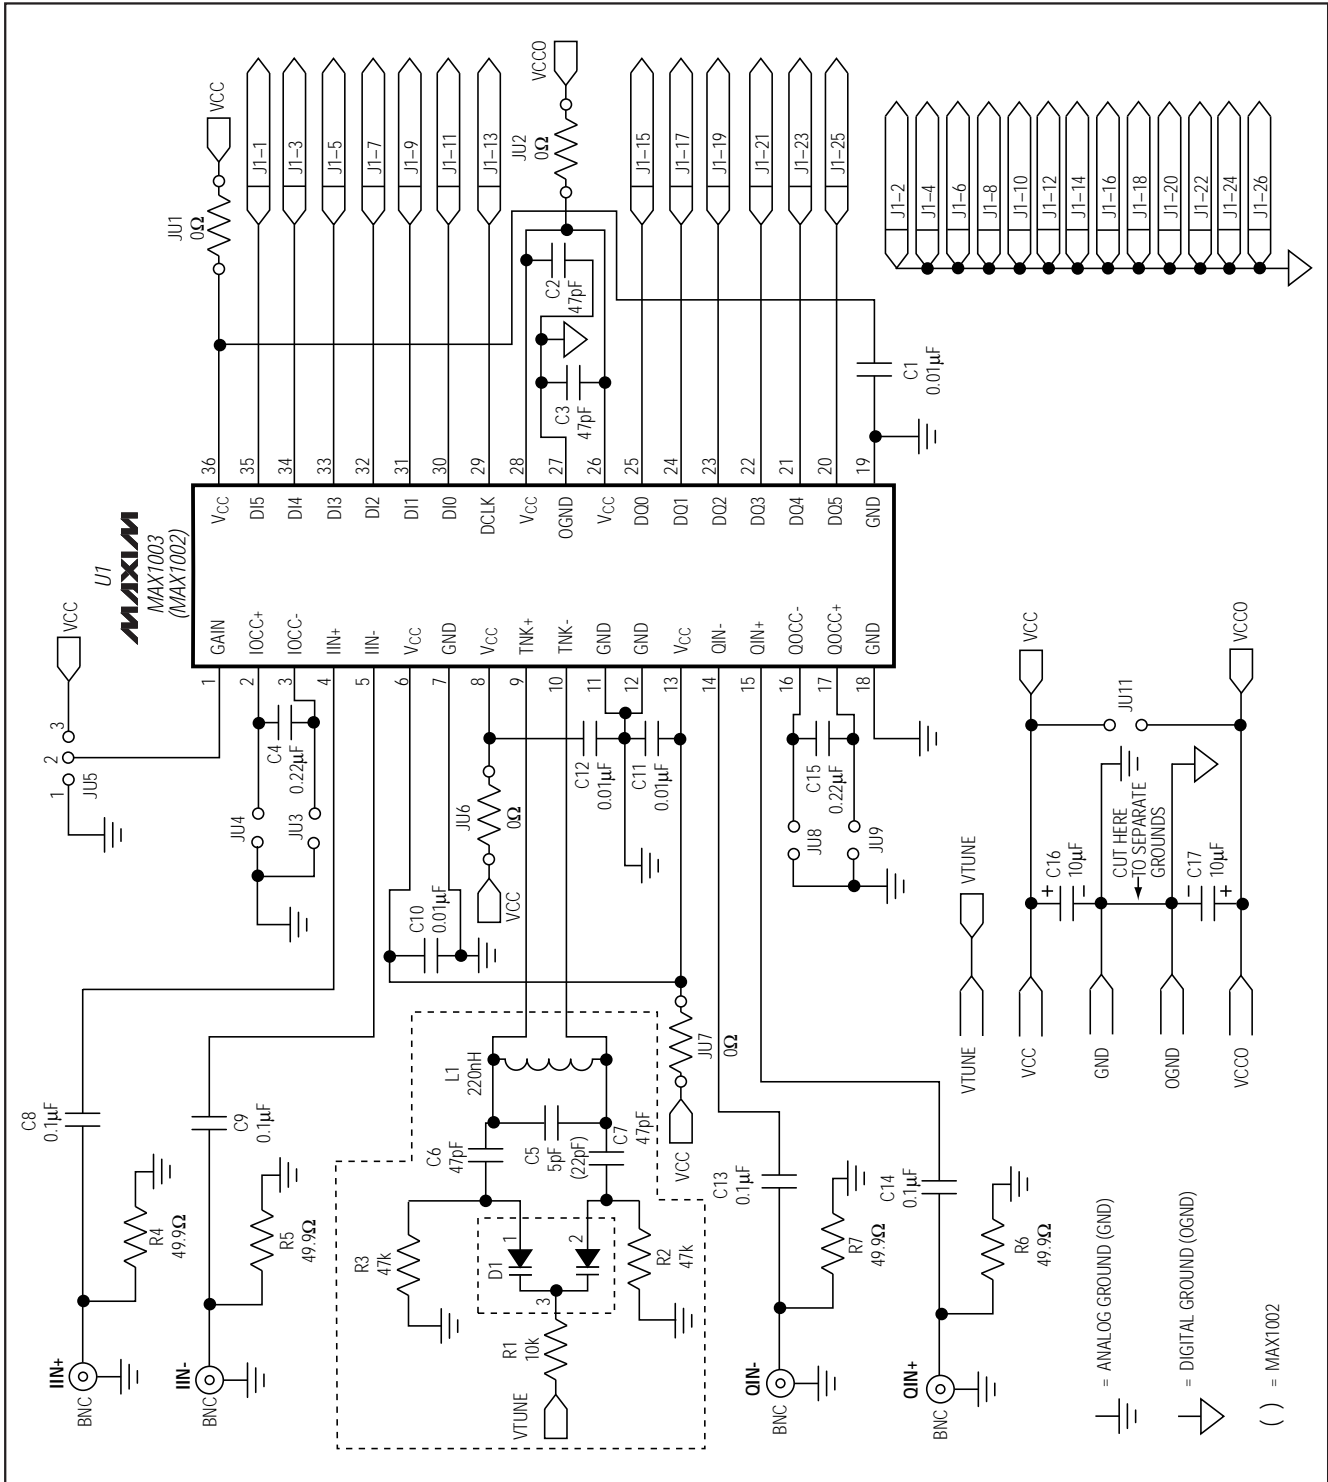 U1
MAXIM
MAX1003
(MAX1002)
GAIN
IOCC+
IOCC-
IIN+
IIN-
VCC
GND
VCC
TNK+
TNK-
GND
GND
VCC
QIN-
QIN+
QOCC-
QOCC+
GND
1
2
3
4
5
6
7
8
9
10
11
12
13
14
15
16
17
18
VCC
DI5
DI4
DI3
DI2
DI1
DI0
DCLK
VCC
OGND
VCC
DQ0
DQ1
DQ2
DQ3
DQ4
DQ5
GND
36
35
34
33
32
31
30
29
28
27
26
25
24
23
22
21
20
19
VCC
JU1
0Ω
J1–1
J1–3
J1–5
J1–7
J1–9
J1–11
J1–13
VCCO
JU2
0Ω
C2
47pF
C3
47pF
J1–15
J1–17
J1–19
J1–21
J1–23
J1–25
C1
0.01μF
J1–2
J1–4
J1–6
J1–8
J1–10
J1–12
J1–14
J1–16
J1–18
J1–20
J1–22
J1–24
J1–26
VCC
1
2
3
JU5
C4
0.22μF
JU4
JU3
C10
0.01μF
JU6
0Ω
VCC
C12
0.01μF
C11
0.01μF
C15
0.22μF
JU8
JU9
IIN+
BNC
C8
0.1μF
R4
49.9Ω
IIN-
BNC
C9
0.1μF
R5
49.9Ω
L1
220nH
C6
47pF
C5
5pF
(22pF)
C7
47pF
R3
47k
D1
1
2
3
R2
47k
R1
10k
VTUNE
VCC
JU7
0Ω
QIN-
BNC
C13
0.1μF
R7
49.9Ω
QIN+
BNC
C14
0.1μF
R6
49.9Ω
VTUNE
VTUNE
VCC
VCC
GND
OGND
VCCO
VCCO
JU11
C16
10μF
+
-
CUT HERE
TO SEPARATE
GROUNDS
C17
10μF
-
+
= ANALOG GROUND (GND)
= DIGITAL GROUND (OGND)
( ) = MAX1002